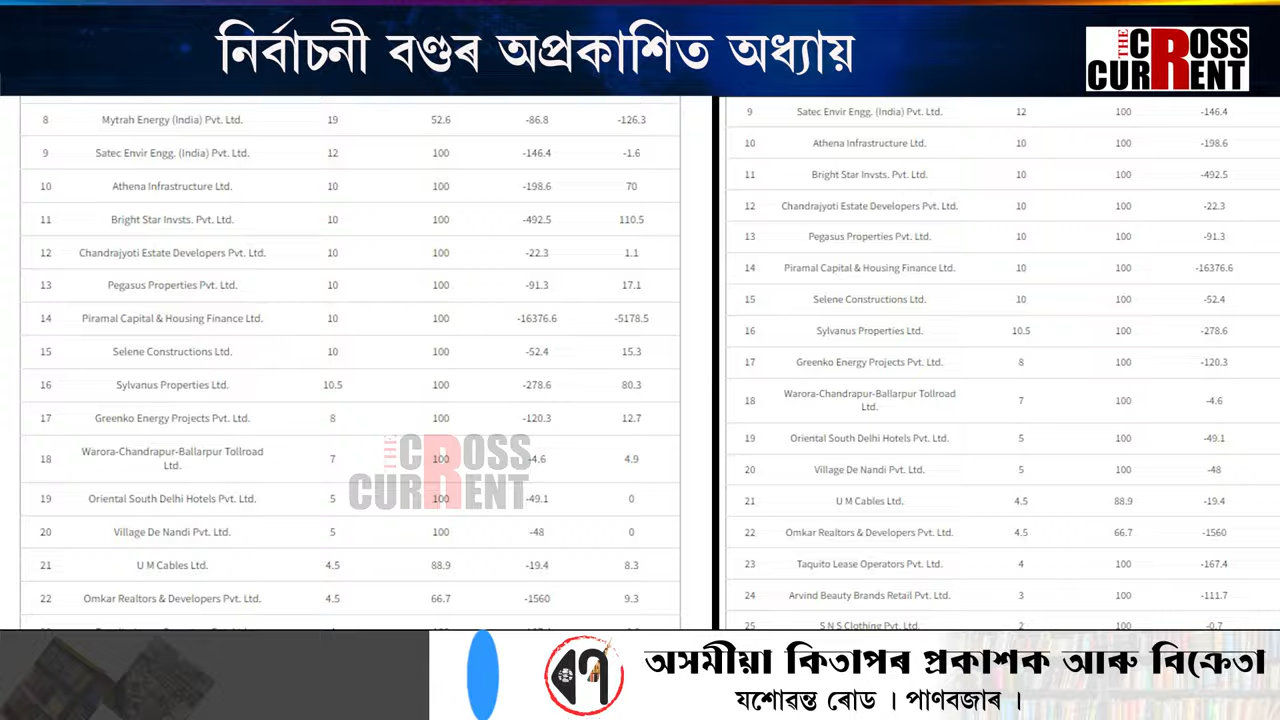 নিৰ্বাচনী বণ্ডৰ অপ্ৰকাশিত অধ্যায়
THE CROSS CURRENT
8 Mytrah Energy (India) Pvt. Ltd. 19 52.6 -86.8 -126.3
9 Satec Envir Engg. (India) Pvt. Ltd. 12 100 -146.4 -1.6
10 Athena Infrastructure Ltd. 10 100 -198.6 70
11 Bright Star Invsts. Pvt. Ltd. 10 100 -492.5 110.5
12 Chandrajyoti Estate Developers Pvt. Ltd. 10 100 -22.3 1.1
13 Pegasus Properties Pvt. Ltd. 10 100 -91.3 17.1
14 Piramal Capital & Housing Finance Ltd. 10 100 -16376.6 -5178.5
15 Selene Constructions Ltd. 10 100 -52.4 15.3
16 Sylvanus Properties Ltd. 10.5 100 -278.6 80.3
17 Greenko Energy Projects Pvt. Ltd. 8 100 -120.3 12.7
18 Warora-Chandrapur-Ballarpur Tollroad Ltd. 7 100 -4.6 4.9
19 Oriental South Delhi Hotels Pvt. Ltd. 5 100 -49.1 0
20 Village De Nandi Pvt. Ltd. 5 100 -48 0
21 U M Cables Ltd. 4.5 88.9 -19.4 8.3
22 Omkar Realtors & Developers Pvt. Ltd. 4.5 66.7 -1560 9.3
THE CROSS CURRENT
9 Satec Envir Engg. (India) Pvt. Ltd. 12 100 -146.4
10 Athena Infrastructure Ltd. 10 100 -198.6
11 Bright Star Invsts. Pvt. Ltd. 10 100 -492.5
12 Chandrajyoti Estate Developers Pvt. Ltd. 10 100 -22.3
13 Pegasus Properties Pvt. Ltd. 10 100 -91.3
14 Piramal Capital & Housing Finance Ltd. 10 100 -16376.6
15 Selene Constructions Ltd. 10 100 -52.4
16 Sylvanus Properties Ltd. 10.5 100 -278.6
17 Greenko Energy Projects Pvt. Ltd. 8 100 -120.3
18 Warora-Chandrapur-Ballarpur Tollroad Ltd. 7 100 -4.6
19 Oriental South Delhi Hotels Pvt. Ltd. 5 100 -49.1
20 Village De Nandi Pvt. Ltd. 5 100 -48
21 U M Cables Ltd. 4.5 88.9 -19.4
22 Omkar Realtors & Developers Pvt. Ltd. 4.5 66.7 -1560
23 Taquito Lease Operators Pvt. Ltd. 4 100 -167.4
24 Arvind Beauty Brands Retail Pvt. Ltd. 3 100 -111.7
25 S N S Clothing Pvt. Ltd. 2 100 -0.7
অসমীয়া কিতাপৰ প্ৰকাশক আৰু বিক্ৰেতা
যশোৱন্ত ৰোড । পাণবজাৰ ।